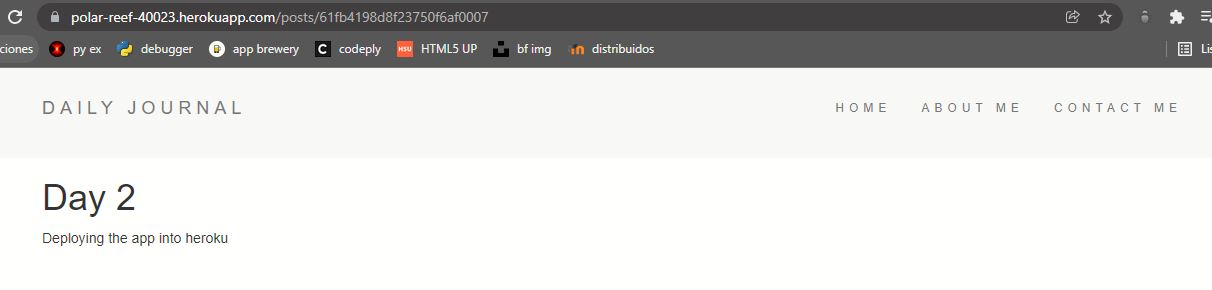 polar-reef-40023.herokuapp.com/posts/61fb4198d8f23750f6af0007
ciones py ex debugger app brewery C codeply HSU HTML5 UP bf img distribuidos Lis
DAILY JOURNAL HOME ABOUT ME CONTACT ME
Day 2
Deploying the app into heroku